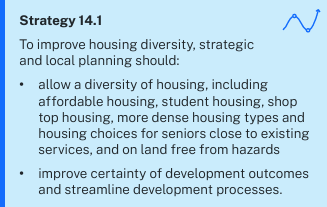 Strategy 14.1
To improve housing diversity, strategic
and local planning should:
• allow a diversity of housing, including
affordable housing, student housing, shop
top housing, more dense housing types and
housing choices for seniors close to existing
services, and on land free from hazards
• improve certainty of development outcomes
and streamline development processes.